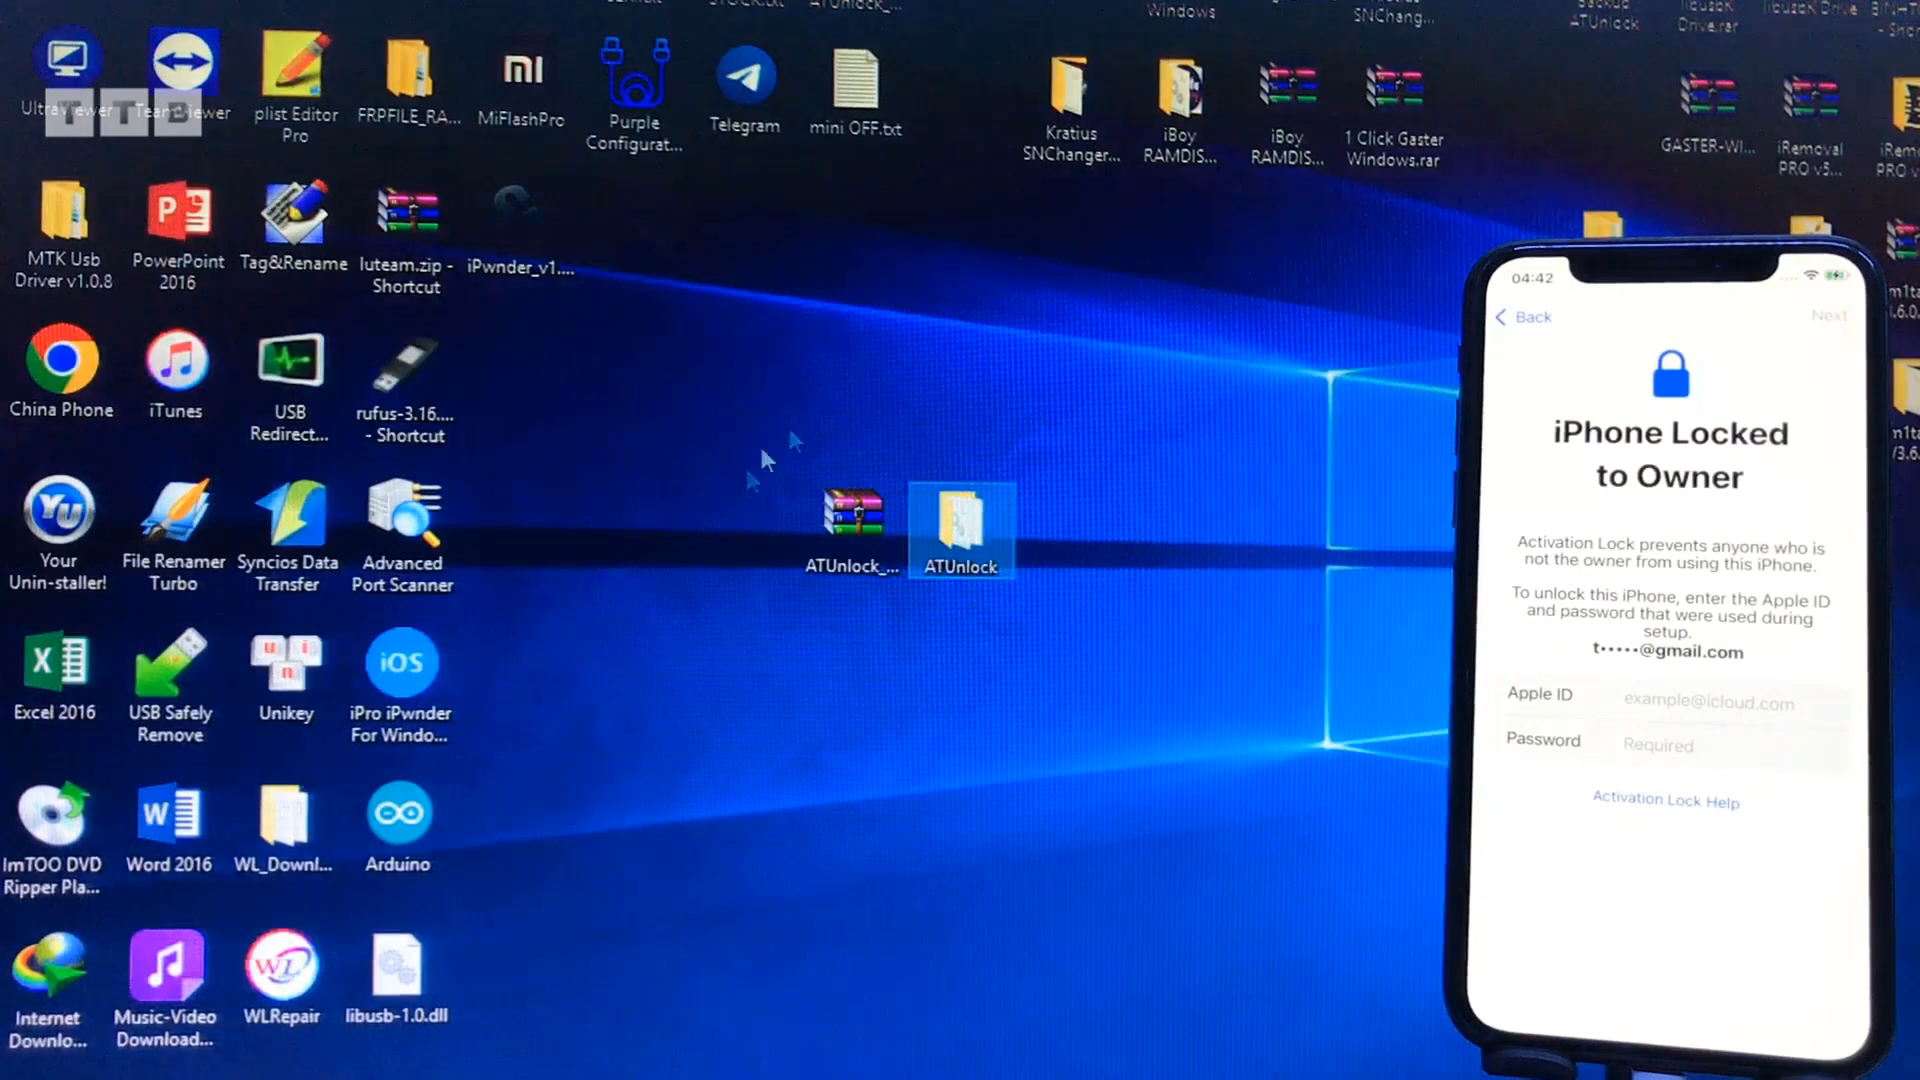 Windows
SNChang...
ATUnlock
Drive.rar
TTB
plist Editor
Pro
FRPFILE_RA...
MiFlashPro
Purple
Configurat...
Telegram
mini OFF.txt
Kratius
SNChanger...
iBoy
RAMDIS...
iBoy
RAMDIS...
1 Click Gaster
Windows.rar
GASTER-WI...
iRemoval
PRO v5...
MTK Usb
Driver v1.0.8
PowerPoint
2016
Tag&Rename
luteam.zip -
Shortcut
iPwnder_v1....
China Phone
iTunes
USB
Redirect...
rufus-3.16....
- Shortcut
Your
Unin-staller!
File Renamer
Turbo
Syncios Data
Transfer
Advanced
Port Scanner
ATUnlock_...
ATUnlock
Excel 2016
USB Safely
Remove
Unikey
iOS
iPro iPwnder
For Windo...
ImTOO DVD
Ripper Pla...
Word 2016
WL_Downl...
Arduino
Internet
Downlo...
Music-Video
Download...
WLRepair
libusb-1.0.dll
04:42
Back
Next
iPhone Locked
to Owner
Activation Lock prevents anyone who is
not the owner from using this iPhone.
To unlock this iPhone, enter the Apple ID
and password that were used during
setup.
t•••••@gmail.com
Apple ID
example@icloud.com
Password
Required
Activation Lock Help